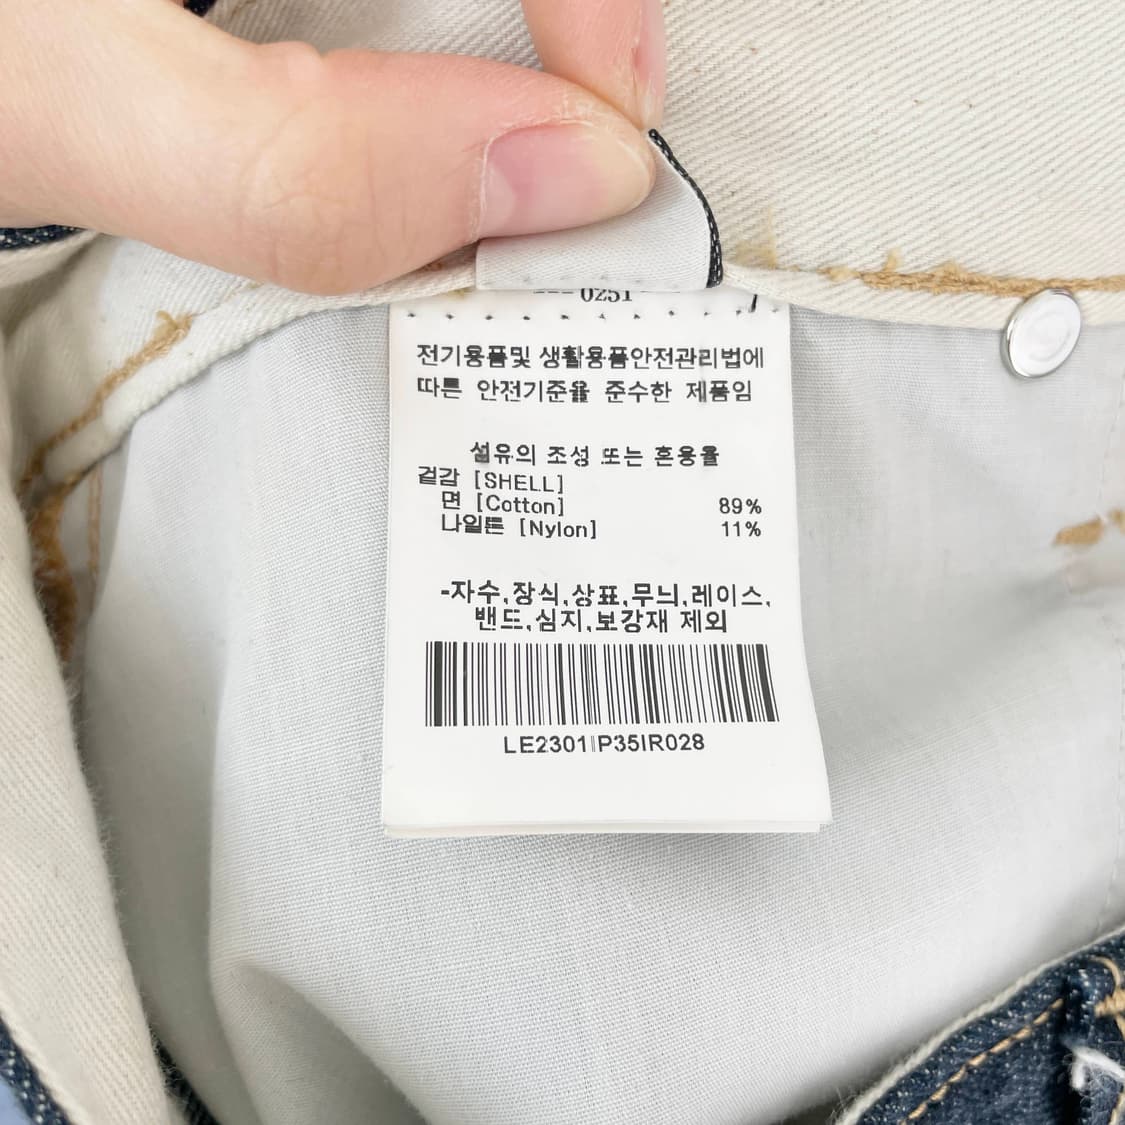 0251
전기용품및 생활용품안전관리법에
따른 안전기준을 준수한 제품임
섬유의 조성 또는 혼용율
겉감 [SHELL]
면 [Cotton] 89%
나일론 [Nylon] 11%
-자수,장식,상표,무늬,레이스,
밴드,심지,보강재 제외